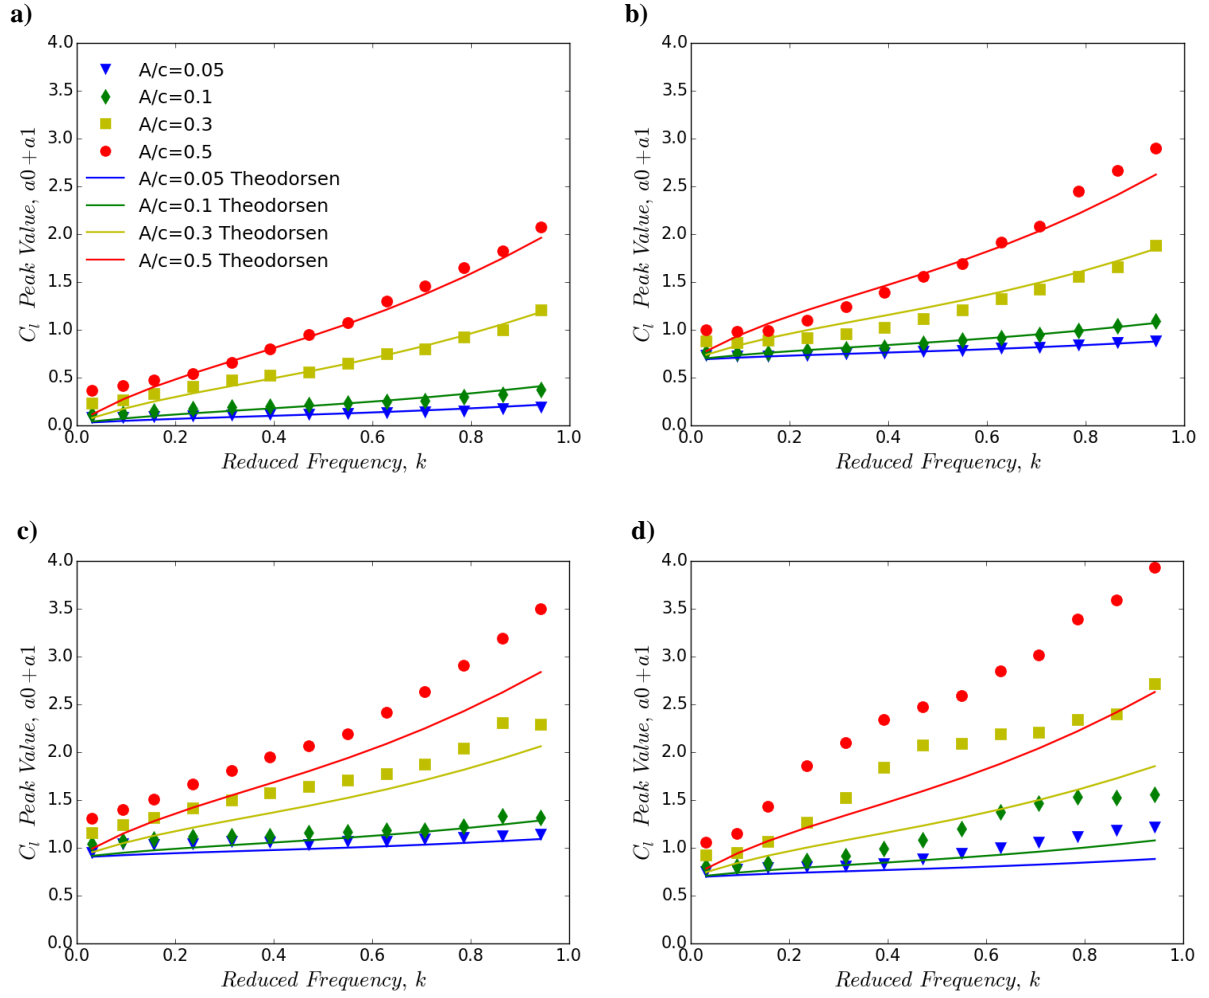 a)
4.0
3.5
3.0
2.5
2.0
1.5
1.0
0.5
0.0
C_l Peak Value, a0+a1
A/c=0.05
A/c=0.1
A/c=0.3
A/c=0.5
A/c=0.05 Theodorsen
A/c=0.1 Theodorsen
A/c=0.3 Theodorsen
A/c=0.5 Theodorsen
0.0 0.2 0.4 0.6 0.8 1.0
Reduced Frequency, k
b)
4.0
3.5
3.0
2.5
2.0
1.5
1.0
0.5
0.0
C_l Peak Value, a0+a1
0.0 0.2 0.4 0.6 0.8 1.0
Reduced Frequency, k
c)
4.0
3.5
3.0
2.5
2.0
1.5
1.0
0.5
0.0
C_l Peak Value, a0+a1
0.0 0.2 0.4 0.6 0.8 1.0
Reduced Frequency, k
d)
4.0
3.5
3.0
2.5
2.0
1.5
1.0
0.5
0.0
C_l Peak Value, a0+a1
0.0 0.2 0.4 0.6 0.8 1.0
Reduced Frequency, k